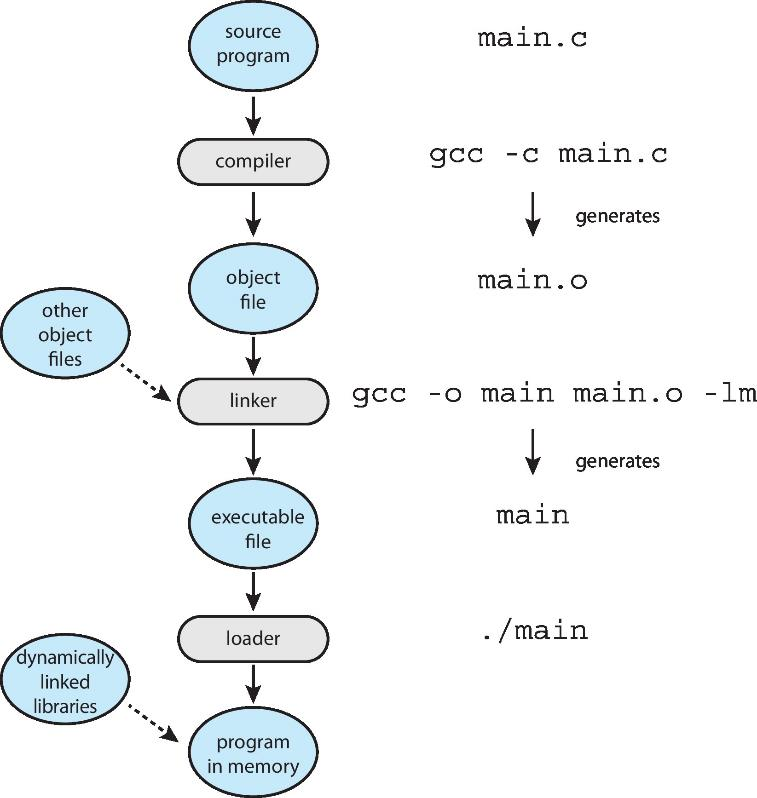 source
program
main.c
compiler
gcc -c main.c
generates
object
file
main.o
other
object
files
linker
gcc -o main main.o -lm
generates
executable
file
main
loader
./main
dynamically
linked
libraries
program
in memory